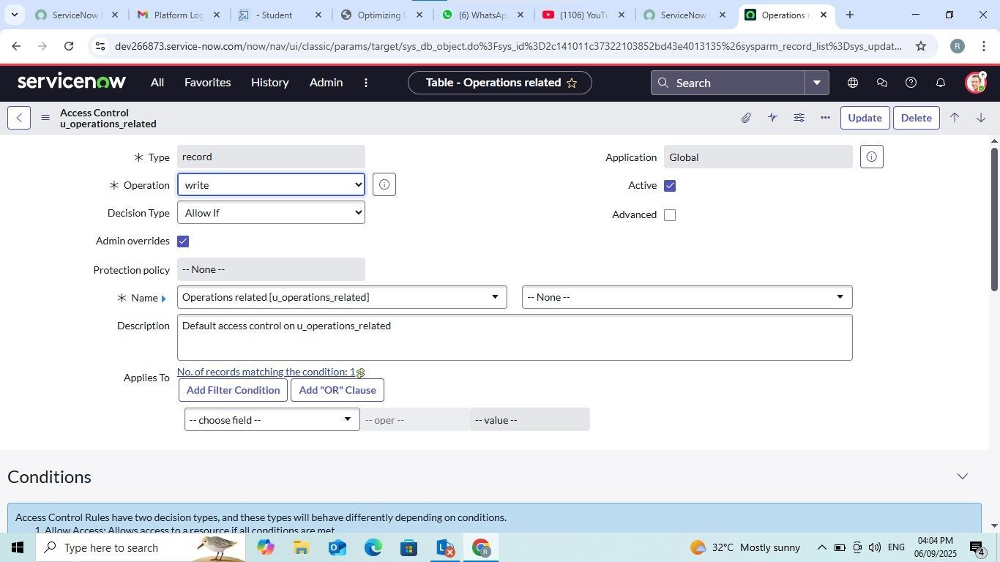 ServiceNow
Platform Log
- Student
Optimizing
(6) WhatsAp
(1106) YouTu
ServiceNow
Operations r
dev266873.service-now.com/now/nav/ui/classic/params/target/sys_db_object.do%3Fsys_id%3D2c141011c37322103852bd43e4013135%26sysparm_record_list%3Dsys_updat...
R
servicenow
All
Favorites
History
Admin
Table - Operations related
Search
Access Control
u_operations_related
Update
Delete
Type
record
Application
Global
Operation
write
Active
Decision Type
Allow If
Advanced
Admin overrides
Protection policy
-- None --
Name
Operations related [u_operations_related]
-- None --
Description
Default access control on u_operations_related
Applies To
No. of records matching the condition: 1
Add Filter Condition
Add "OR" Clause
-- choose field --
-- oper --
-- value --
Conditions
Access Control Rules have two decision types, and these types will behave differently depending on conditions.
1. Allow Access: Allows access to a resource if all conditions are met
Type here to search
32°C Mostly sunny
ENG
04:04 PM
06/09/2025
4